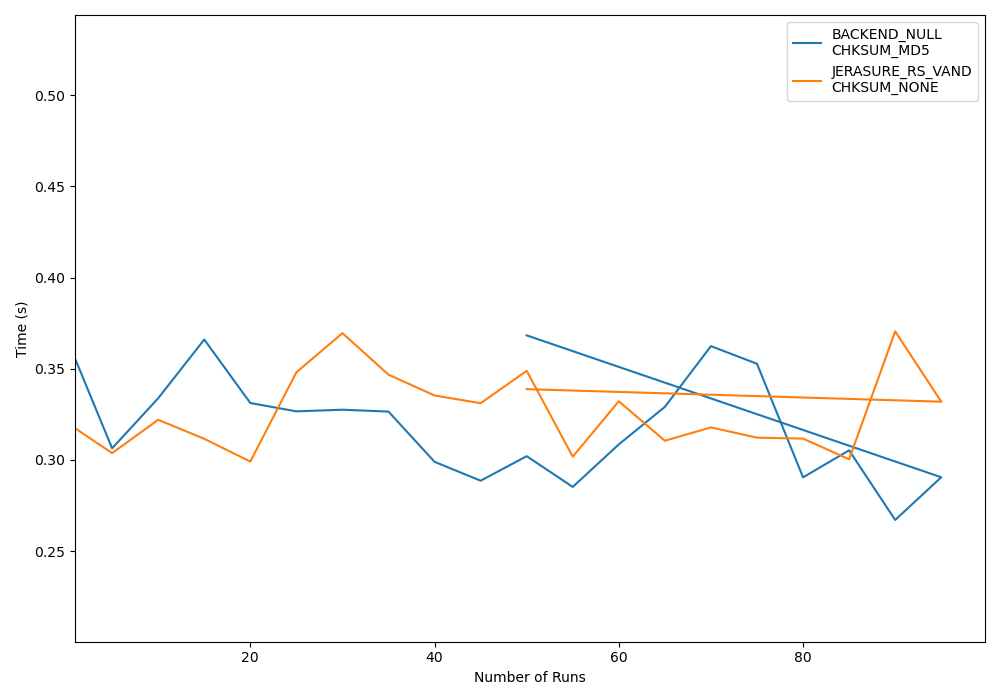 BACKEND_NULL
CHKSUM_MD5
JERASURE_RS_VAND
CHKSUM_NONE
0.50
0.45
0.40
0.35
0.30
0.25
Time (s)
20 40 60 80
Number of Runs